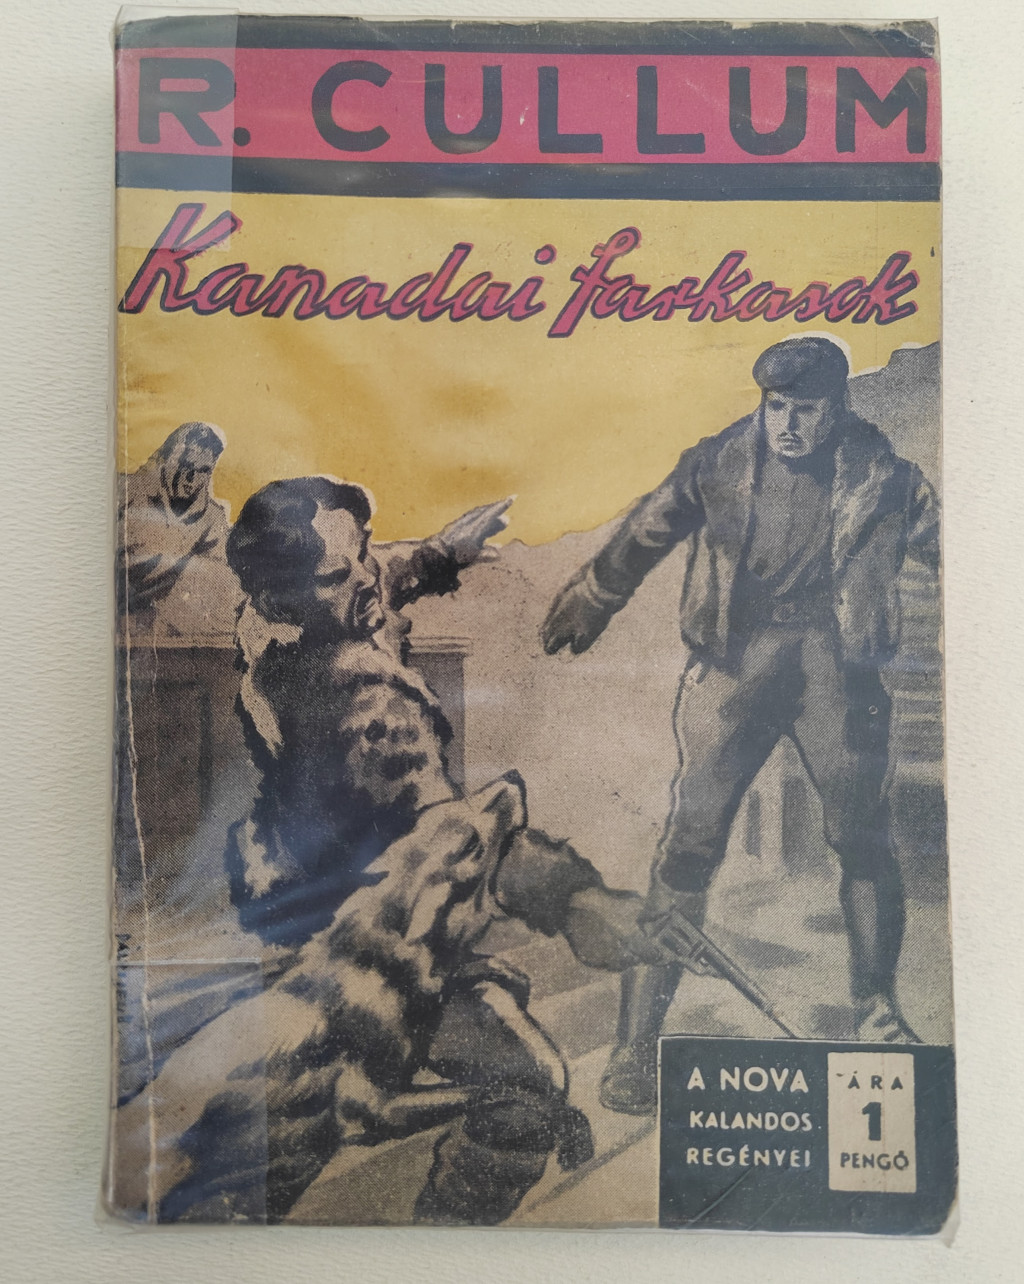 R. CULLUM
Kanadai farkasok
A NOVA
KALANDOS
REGÉNYEI
ÁRA
1
PENGŐ